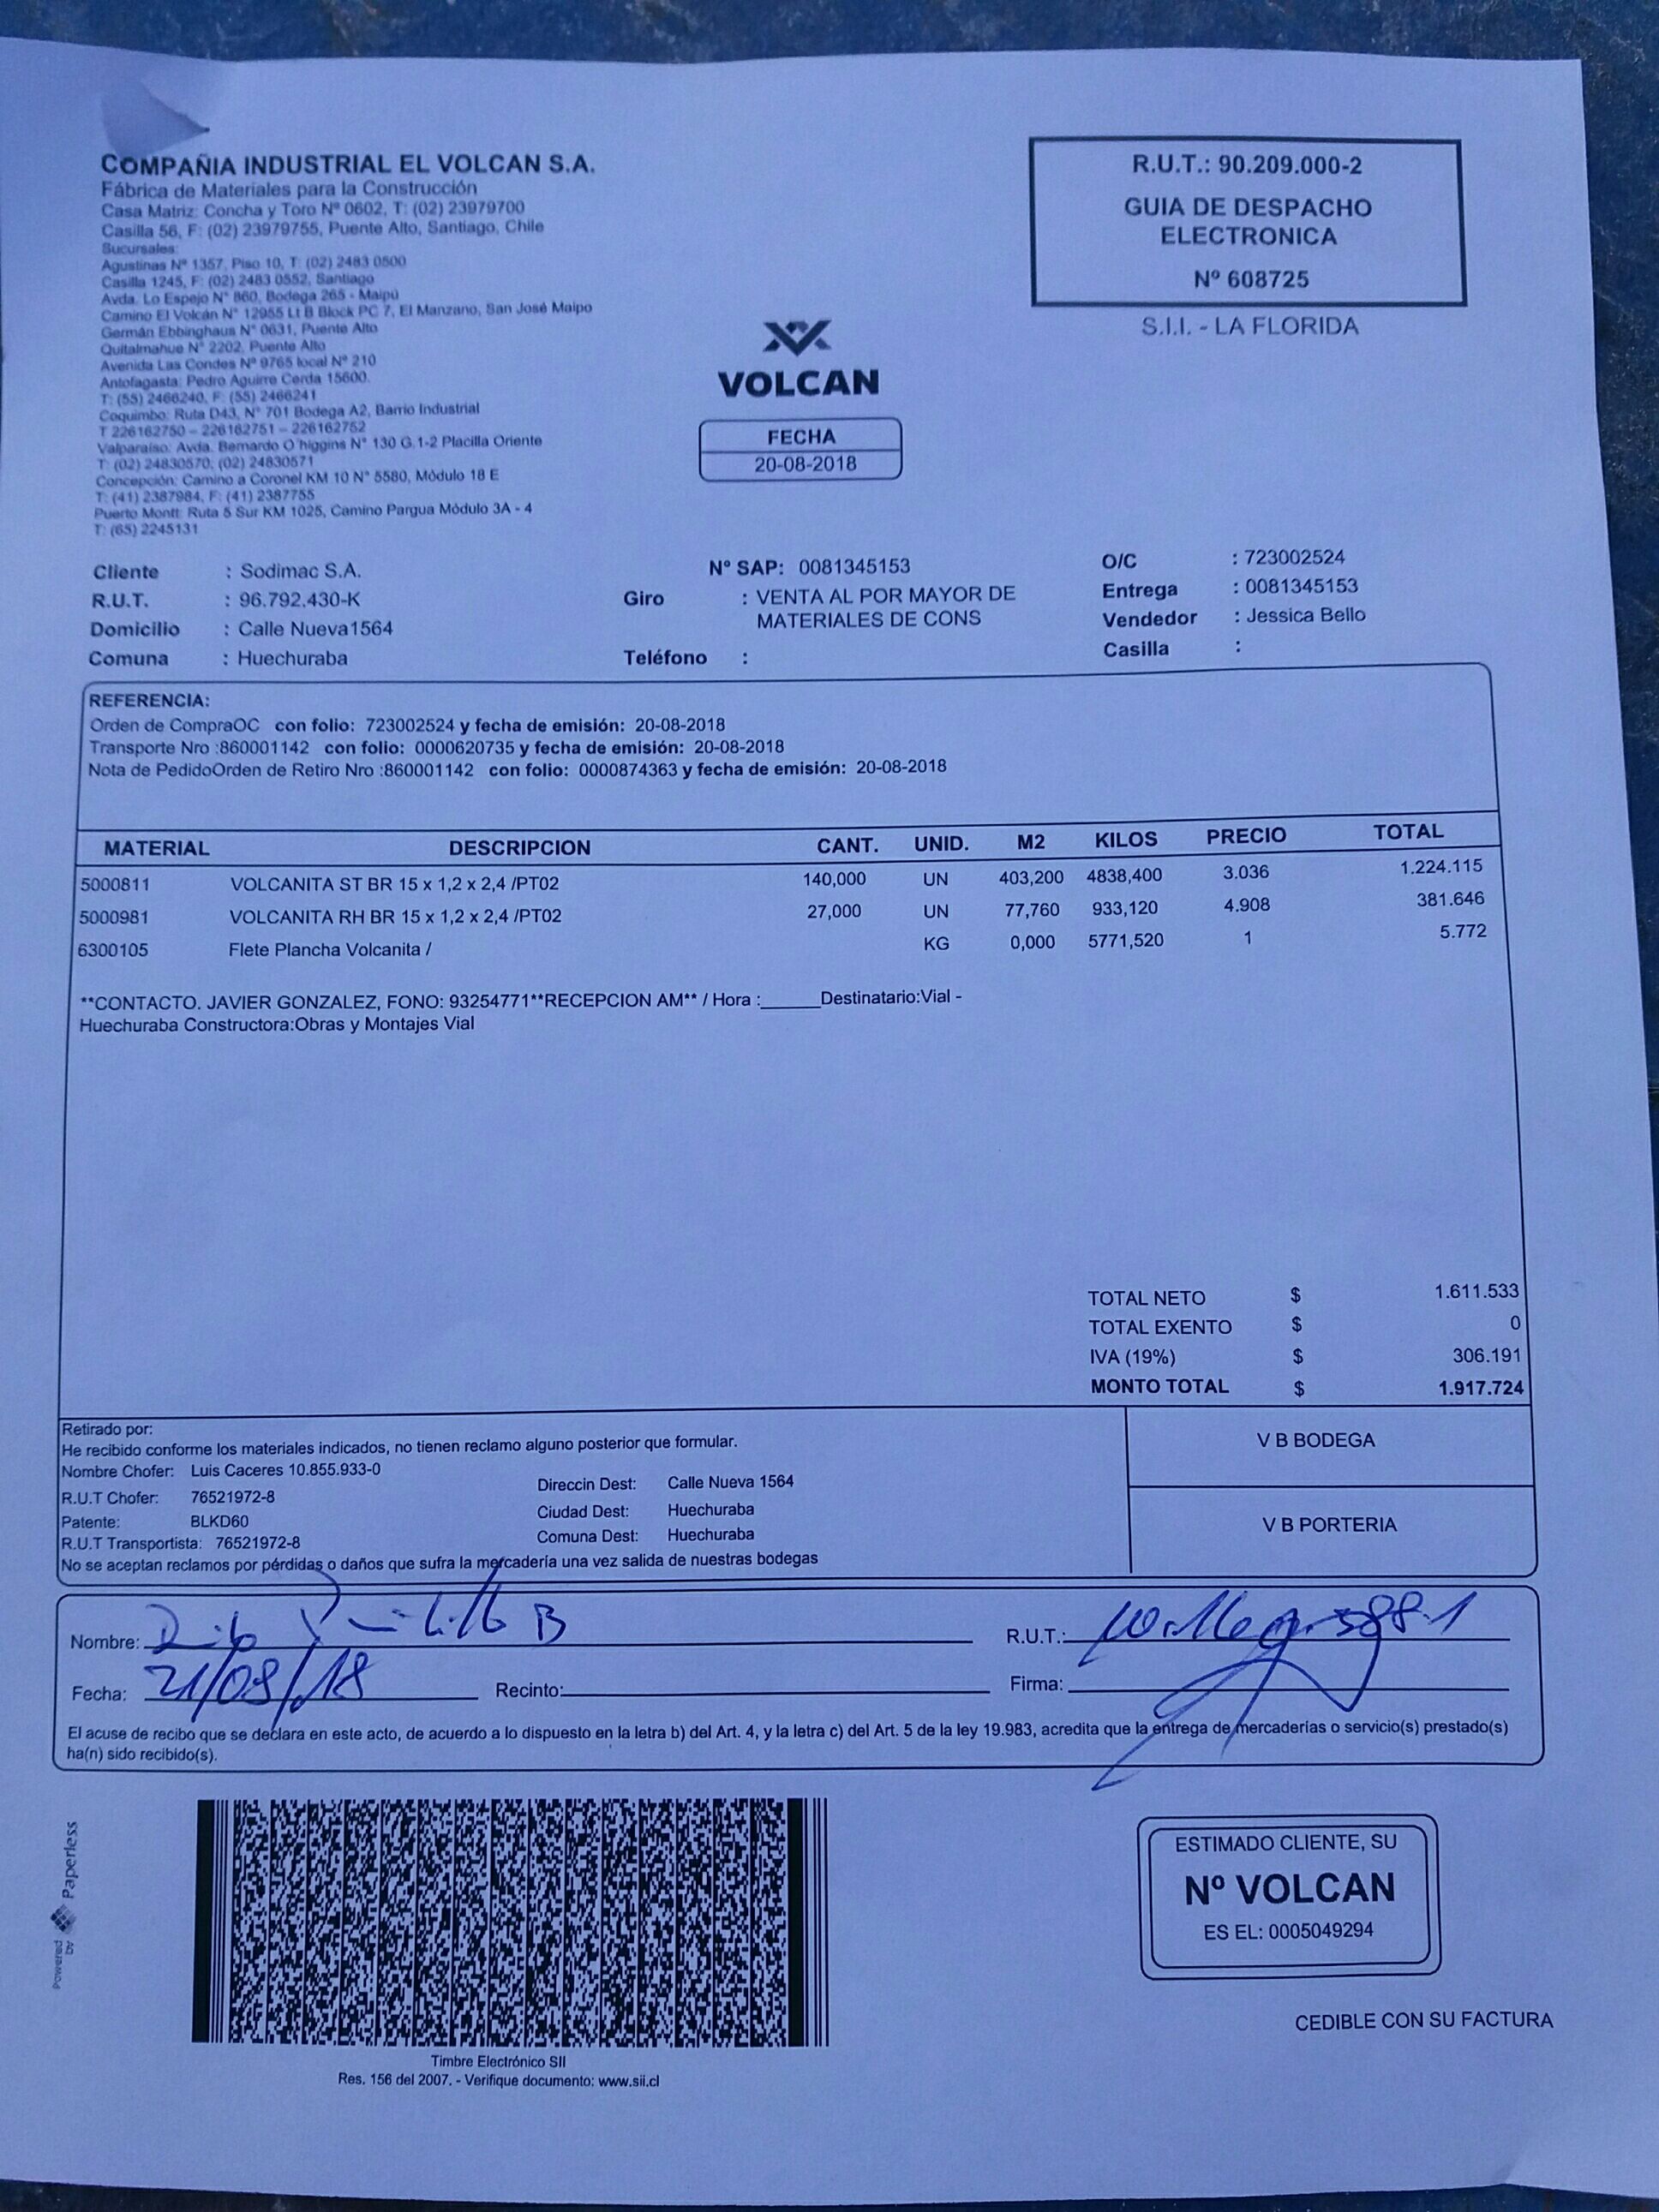 COMPAÑIA INDUSTRIAL EL VOLCAN S.A.
Fábrica de Materiales para la Construcción
Casa Matriz: Concha y Toro Nº 0602, T: (02) 23979700
Casilla 56, F: (02) 23979755, Puente Alto, Santiago, Chile
Sucursales:
Agustinas Nº 1357, Piso 10, T: (02) 2483 0500
Casilla 1245, F: (02) 2483 0552, Santiago
Avda. Lo Espejo N° 860, Bodega 265 - Maipú
Camino El Volcán N° 12955 Lt B Block PC 7, El Manzano, San José Maipo
Germán Ebbinghaus N° 0631, Puente Alto
Quitalmahue N° 2202, Puente Alto
Avenida Las Condes Nº 9765 local Nº 210
Antofagasta: Pedro Aguirre Cerda 15600.
T: (55) 2466240, F: (55) 2466241
Coquimbo: Ruta D43, N° 701 Bodega A2, Barrio Industrial
T 226162750 – 226162751 – 226162752
Valparaíso: Avda. Bernardo O´higgins N° 130 G.1-2 Placilla Oriente
T: (02) 24830570, (02) 24830571
Concepción: Camino a Coronel KM 10 N° 5580, Módulo 18 E
T: (41) 2387984, F: (41) 2387755
Puerto Montt: Ruta 5 Sur KM 1025, Camino Pargua Módulo 3A - 4
T: (65) 2245131
R.U.T.: 90.209.000-2
GUIA DE DESPACHO
ELECTRONICA
Nº 608725
S.I.I. - LA FLORIDA
VOLCAN
FECHA
20-08-2018
Cliente : Sodimac S.A.
R.U.T. : 96.792.430-K
Domicilio : Calle Nueva1564
Comuna : Huechuraba
Nº SAP: 0081345153
Giro : VENTA AL POR MAYOR DE
MATERIALES DE CONS
Teléfono :
O/C : 723002524
Entrega : 0081345153
Vendedor : Jessica Bello
Casilla :
REFERENCIA:
Orden de CompraOC con folio: 723002524 y fecha de emisión: 20-08-2018
Transporte Nro :860001142 con folio: 0000620735 y fecha de emisión: 20-08-2018
Nota de PedidoOrden de Retiro Nro :860001142 con folio: 0000874363 y fecha de emisión: 20-08-2018
MATERIAL DESCRIPCION CANT. UNID. M2 KILOS PRECIO TOTAL
5000811 VOLCANITA ST BR 15 x 1,2 x 2,4 /PT02 140,000 UN 403,200 4838,400 3.036 1.224.115
5000981 VOLCANITA RH BR 15 x 1,2 x 2,4 /PT02 27,000 UN 77,760 933,120 4.908 381.646
6300105 Flete Plancha Volcanita / KG 0,000 5771,520 1 5.772
**CONTACTO. JAVIER GONZALEZ, FONO: 93254771**RECEPCION AM** / Hora :______Destinatario:Vial -
Huechuraba Constructora:Obras y Montajes Vial
TOTAL NETO $ 1.611.533
TOTAL EXENTO $ 0
IVA (19%) $ 306.191
MONTO TOTAL $ 1.917.724
Retirado por:
He recibido conforme los materiales indicados, no tienen reclamo alguno posterior que formular.
Nombre Chofer: Luis Caceres 10.855.933-0
R.U.T Chofer: 76521972-8
Patente: BLKD60
R.U.T Transportista: 76521972-8
Direccin Dest: Calle Nueva 1564
Ciudad Dest: Huechuraba
Comuna Dest: Huechuraba
No se aceptan reclamos por pérdidas o daños que sufra la mercadería una vez salida de nuestras bodegas
V B BODEGA
V B PORTERIA
Nombre: B
R.U.T.:
Fecha: 21/08/18
Recinto:
Firma:
El acuse de recibo que se declara en este acto, de acuerdo a lo dispuesto en la letra b) del Art. 4, y la letra c) del Art. 5 de la ley 19.983, acredita que la entrega de mercaderías o servicio(s) prestado(s)
ha(n) sido recibido(s).
Powered by Paperless
Timbre Electrónico SII
Res. 156 del 2007. - Verifique documento: www.sii.cl
ESTIMADO CLIENTE, SU
Nº VOLCAN
ES EL: 0005049294
CEDIBLE CON SU FACTURA